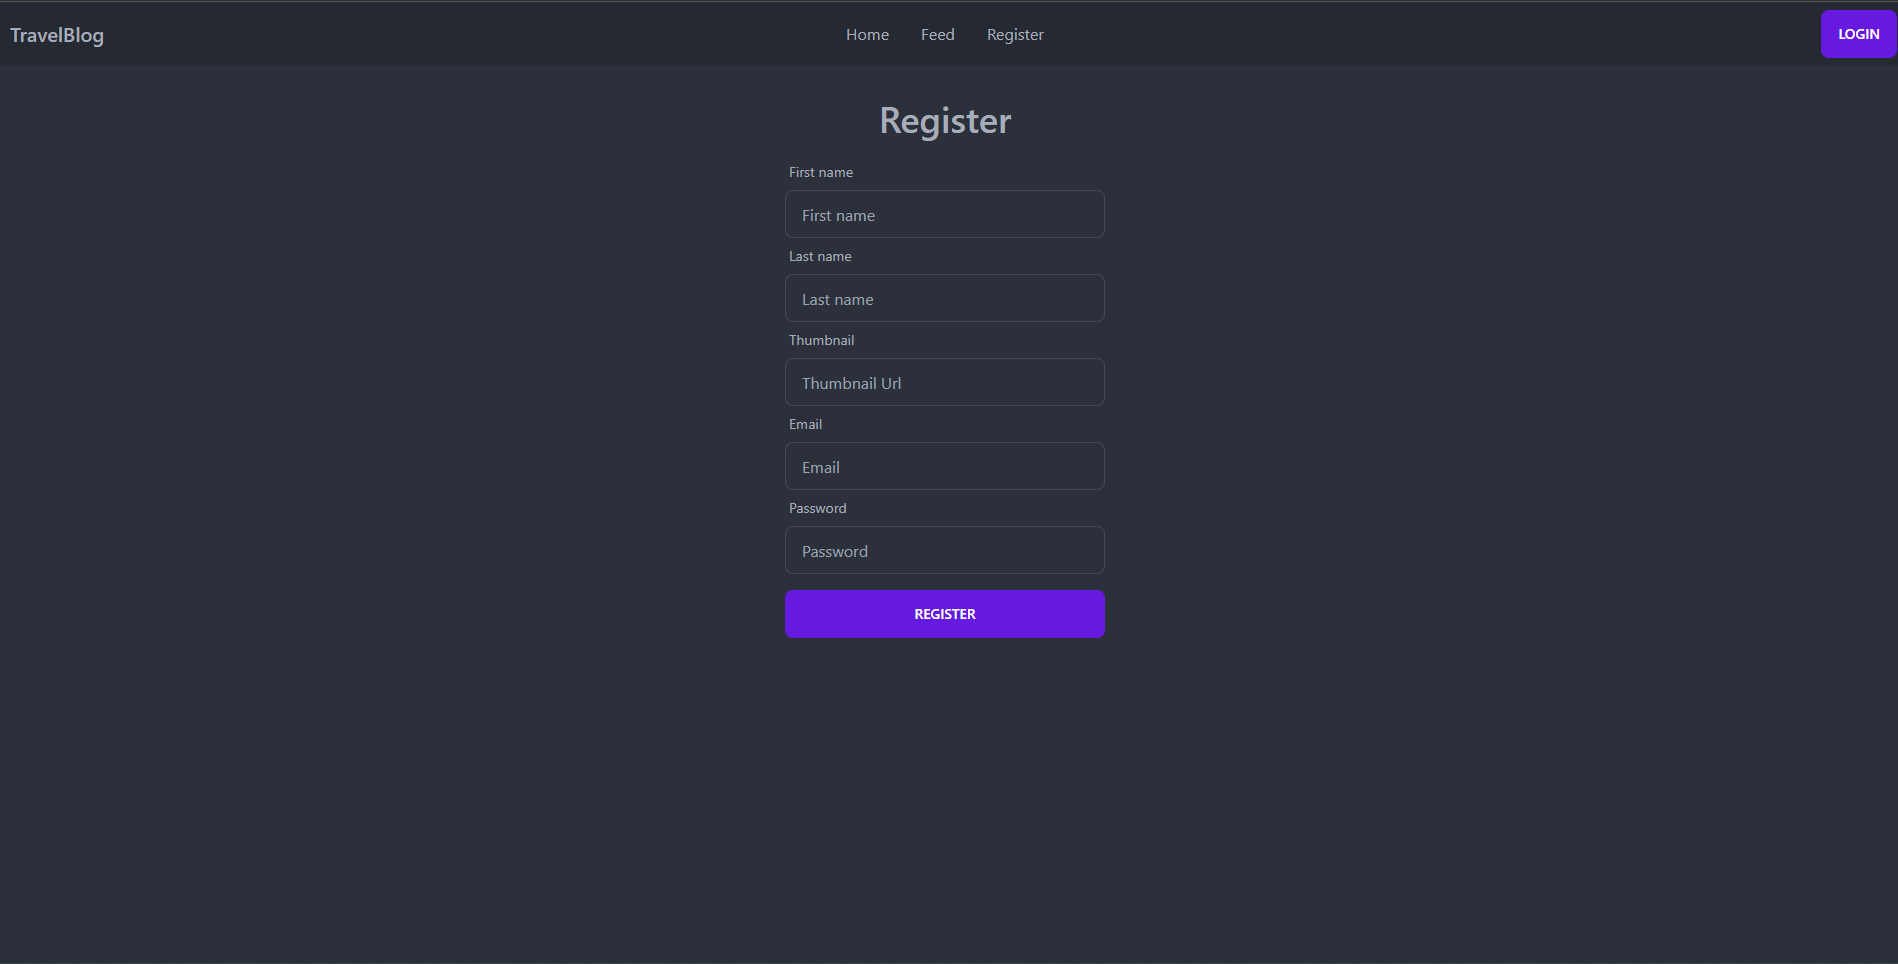 TravelBlog Home Feed Register LOGIN
Register
First name
First name
Last name
Last name
Thumbnail
Thumbnail Url
Email
Email
Password
Password
REGISTER